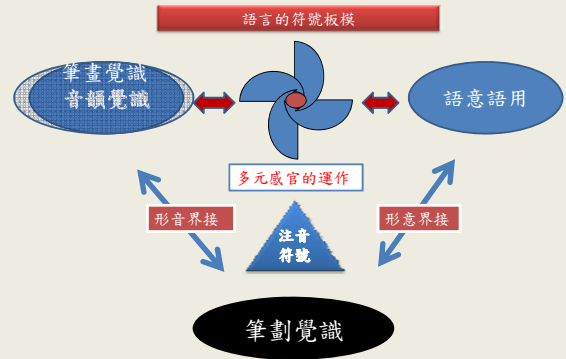 語言的符號板模
筆畫覺識
音韻覺識
語意語用
多元感官的運作
形音界接
形意界接
注音
符號
筆劃覺識